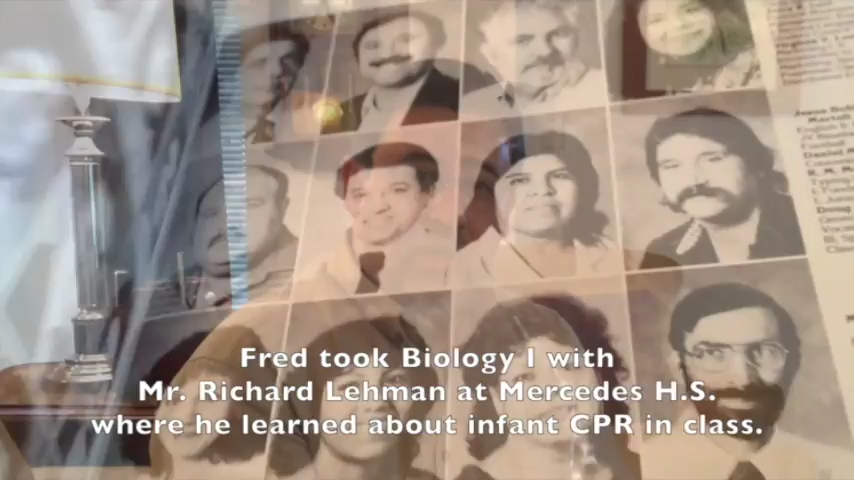 Fred took Biology I with
Mr. Richard Lehman at Mercedes H.S.
where he learned about infant CPR in class.